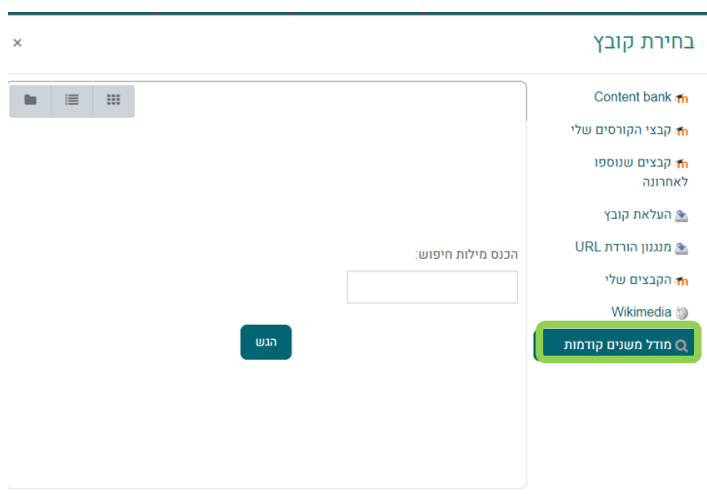 בחירת קובץ
×
Content bank
קבצי הקורסים שלי
קבצים שנוספו
לאחרונה
העלאת קובץ
מנגנון הורדת URL
הקבצים שלי
Wikimedia
מודל משנים קודמות
הכנס מילות חיפוש:
הגש